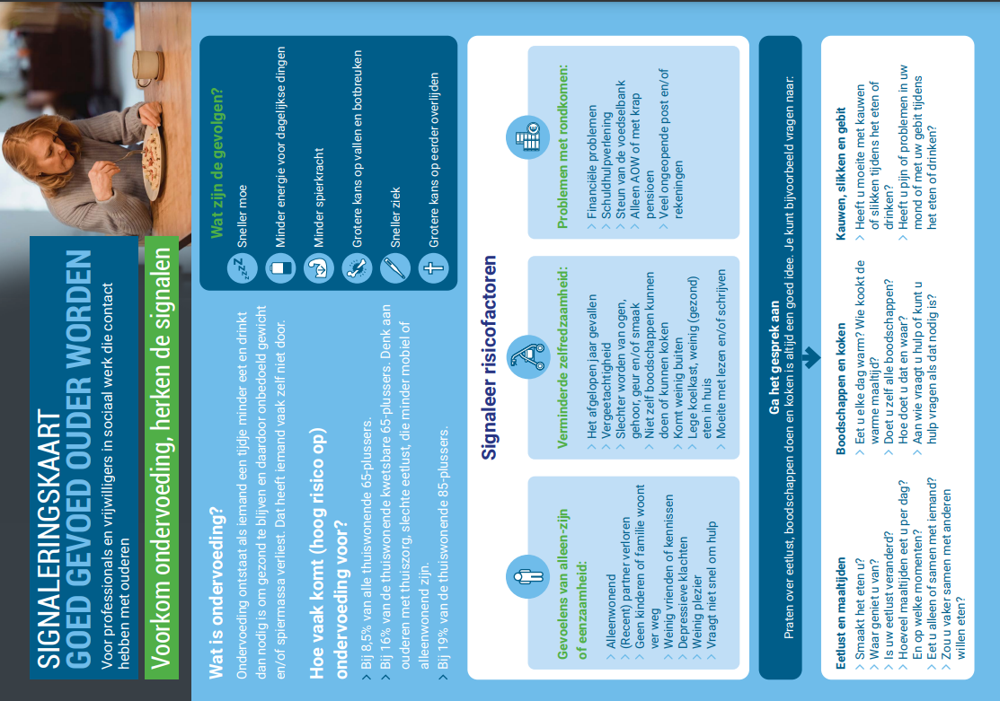 SIGNALERINGSKAART
GOED GEVOED OUDER WORDEN
Voor professionals en vrijwilligers in sociaal werk die contact
hebben met ouderen
Voorkom ondervoeding, herken de signalen
Wat is ondervoeding?
Ondervoeding ontstaat als iemand een tijdje minder eet en drinkt
dan nodig is om gezond te blijven en daardoor onbedoeld gewicht
en/of spiermassa verliest. Dat heeft iemand vaak zelf niet door.
Hoe vaak komt (hoog risico op)
ondervoeding voor?
> Bij 8,5% van alle thuiswonende 65-plussers.
> Bij 16% van de thuiswonende kwetsbare 65-plussers. Denk aan
ouderen met thuiszorg, slechte eetlust, die minder mobiel of
alleenwonend zijn.
> Bij 19% van de thuiswonende 85-plussers.
Wat zijn de gevolgen?
zzzZ
Sneller moe
Minder energie voor dagelijkse dingen
Minder spierkracht
Grotere kans op vallen en botbreuken
Sneller ziek
Grotere kans op eerder overlijden
Signaleer risicofactoren
Gevoelens van alleen-zijn
of eenzaamheid:
> Alleenwonend
> (Recent) partner verloren
> Geen kinderen of familie woont
ver weg
> Weinig vrienden of kennissen
> Depressieve klachten
> Weinig plezier
> Vraagt niet snel om hulp
Verminderde zelfredzaamheid:
> Het afgelopen jaar gevallen
> Vergeetachtigheid
> Slechter worden van ogen,
gehoor, geur en/of smaak
> Niet zelf boodschappen kunnen
doen of kunnen koken
> Komt weinig buiten
> Lege koelkast, weinig (gezond)
eten in huis
> Moeite met lezen en/of schrijven
Problemen met rondkomen:
> Financiële problemen
> Schuldhulpverlening
> Steun van de voedselbank
> Alleen AOW of met krap
pensioen
> Veel ongeopende post en/of
rekeningen
Ga het gesprek aan
Praten over eetlust, boodschappen doen en koken is altijd een goed idee. Je kunt bijvoorbeeld vragen naar:
Eetlust en maaltijden
> Smaakt het eten u?
> Waar geniet u van?
> Is uw eetlust veranderd?
> Hoeveel maaltijden eet u per dag?
En op welke momenten?
> Eet u alleen of samen met iemand?
> Zou u vaker samen met anderen
willen eten?
Boodschappen en koken
> Eet u elke dag warm? Wie kookt de
warme maaltijd?
> Doet u zelf alle boodschappen?
Hoe doet u dat en waar?
> Aan wie vraagt u hulp of kunt u
hulp vragen als dat nodig is?
Kauwen, slikken en gebit
> Heeft u moeite met kauwen
of slikken tijdens het eten of
drinken?
> Heeft u pijn of problemen in uw
mond of met uw gebit tijdens
het eten of drinken?